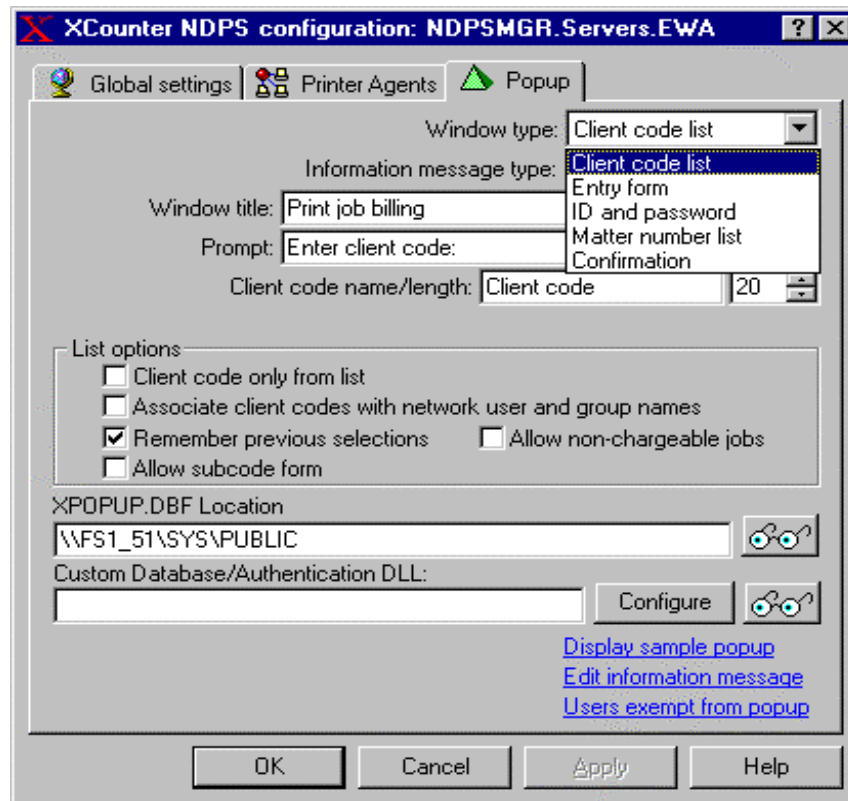 XCounter NDPS configuration: NDPSMGR.Servers.EWA
Global settings
Printer Agents
Popup
Window type: Client code list
Information message type:
Client code list
Entry form
ID and password
Matter number list
Confirmation
Window title: Print job billing
Prompt: Enter client code:
Client code name/length: Client code 20
List options
Client code only from list
Associate client codes with network user and group names
Remember previous selections Allow non-chargeable jobs
Allow subcode form
XPOPUP.DBF Location
\\FS1_51\SYS\PUBLIC
Custom Database/Authentication DLL:
Configure
Display sample popup
Edit information message
Users exempt from popup
OK Cancel Apply Help